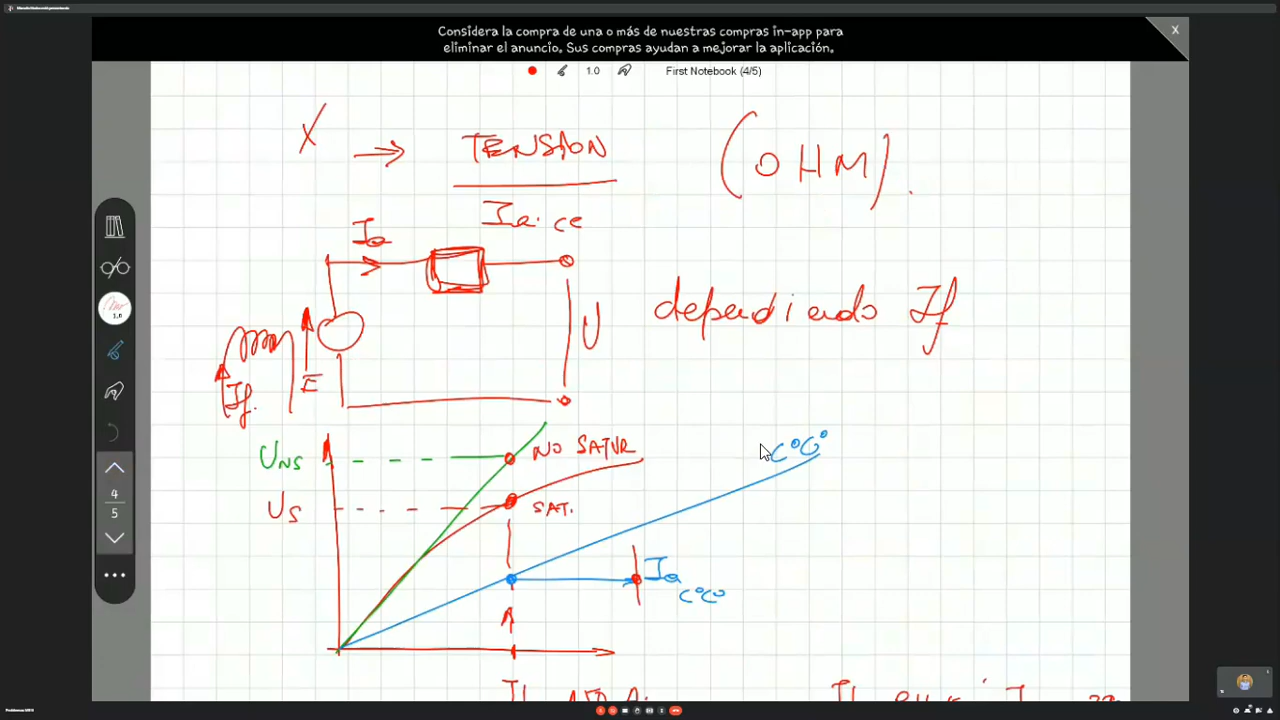 Considera la compra de una o más de nuestras compras in-app para
eliminar el anuncio. Sus compras ayudan a mejorar la aplicación.
X
1.0
First Notebook (4/5)
X → TENSION (OHM).
Ia · cc
Ia
dependiendo If
U
E
If.
UNS
NO SATUR
C°C°
US
SAT.
Ia
C°C°
A
1.0
4
5